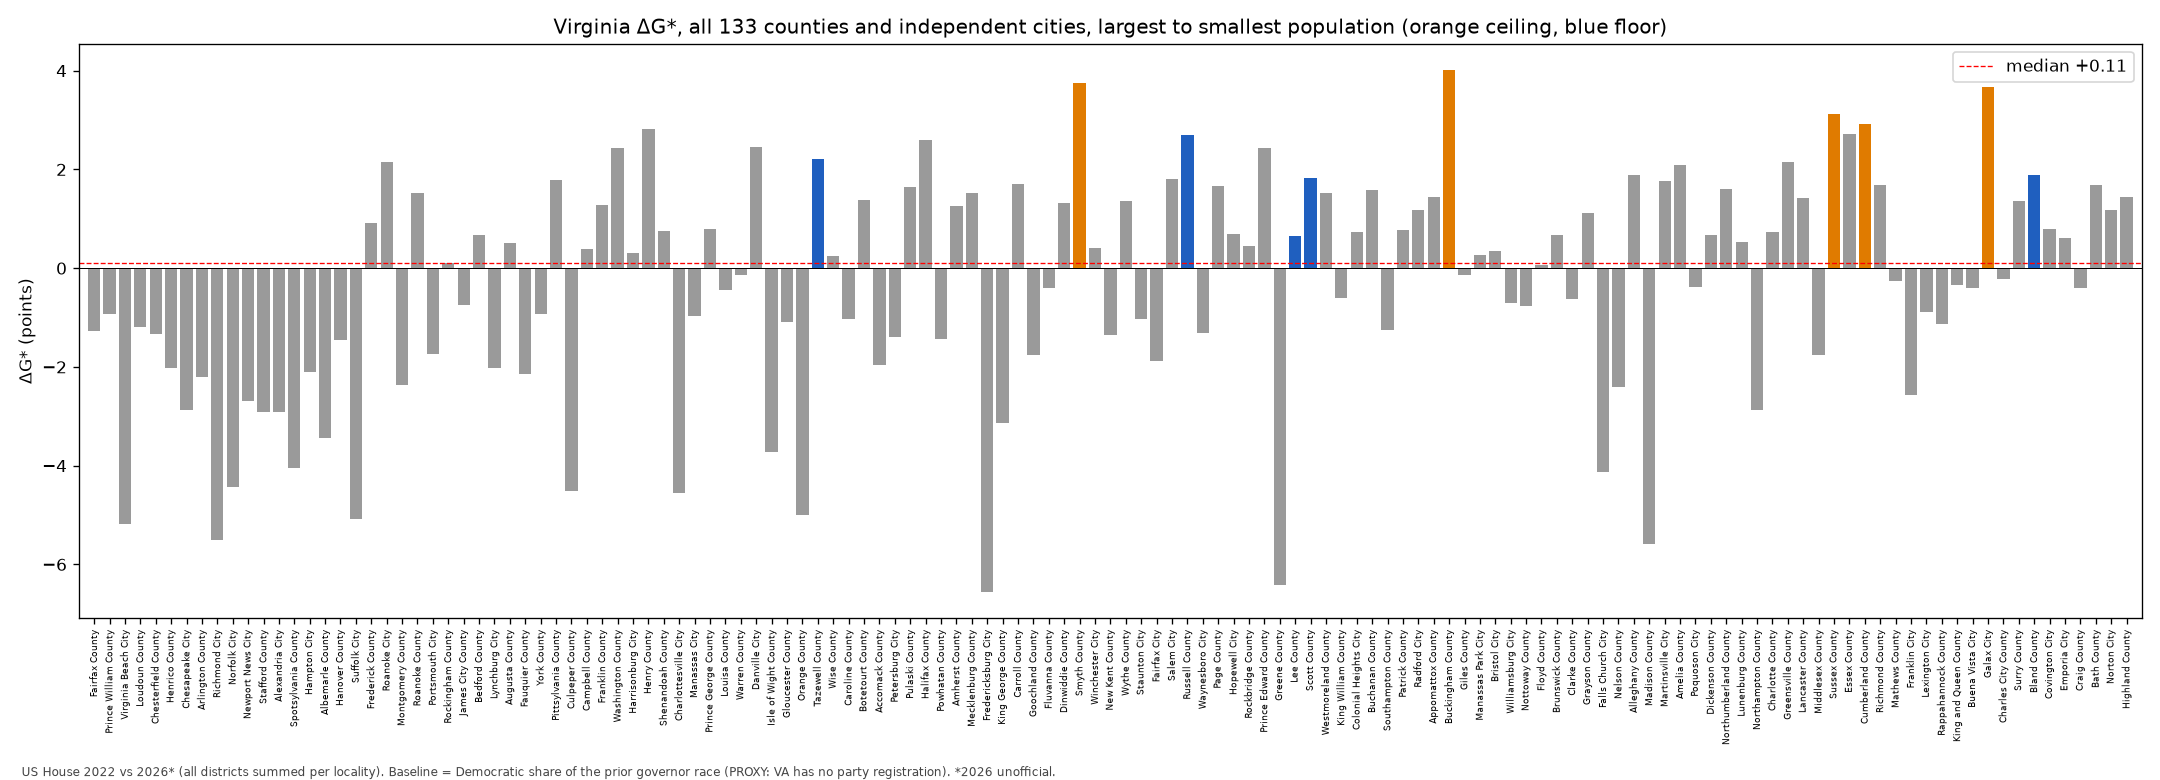 Virginia ΔG*, all 133 counties and independent cities, largest to smallest population (orange ceiling, blue floor)
median +0.11
4
2
0
−2
−4
−6
ΔG* (points)
Fairfax County
Prince William County
Virginia Beach City
Loudoun County
Chesterfield County
Henrico County
Chesapeake City
Arlington County
Richmond City
Norfolk City
Newport News City
Stafford County
Alexandria City
Spotsylvania County
Hampton City
Albemarle County
Hanover County
Suffolk City
Frederick County
Roanoke City
Montgomery County
Roanoke County
Portsmouth City
Rockingham County
James City County
Bedford County
Lynchburg City
Augusta County
Fauquier County
York County
Pittsylvania County
Culpeper County
Campbell County
Franklin County
Washington County
Harrisonburg City
Henry County
Shenandoah County
Charlottesville City
Manassas City
Prince George County
Louisa County
Warren County
Danville City
Isle of Wight County
Gloucester County
Orange County
Tazewell County
Wise County
Caroline County
Botetourt County
Accomack County
Petersburg City
Pulaski County
Halifax County
Powhatan County
Amherst County
Mecklenburg County
Fredericksburg City
King George County
Carroll County
Goochland County
Fluvanna County
Dinwiddie County
Smyth County
Winchester City
New Kent County
Wythe County
Staunton City
Fairfax City
Salem City
Russell County
Waynesboro City
Page County
Hopewell City
Rockbridge County
Prince Edward County
Greene County
Lee County
Scott County
Westmoreland County
King William County
Colonial Heights City
Buchanan County
Southampton County
Patrick County
Radford City
Appomattox County
Buckingham County
Giles County
Manassas Park City
Bristol City
Williamsburg City
Nottoway County
Floyd County
Brunswick County
Clarke County
Grayson County
Falls Church City
Nelson County
Alleghany County
Madison County
Martinsville City
Amelia County
Poquoson City
Dickenson County
Northumberland County
Lunenburg County
Northampton County
Charlotte County
Greensville County
Lancaster County
Middlesex County
Sussex County
Essex County
Cumberland County
Richmond County
Mathews County
Franklin City
Lexington City
Rappahannock County
King and Queen County
Buena Vista City
Galax City
Charles City County
Surry County
Bland County
Covington City
Emporia City
Craig County
Bath County
Norton City
Highland County
US House 2022 vs 2026* (all districts summed per locality). Baseline = Democratic share of the prior governor race (PROXY: VA has no party registration). *2026 unofficial.